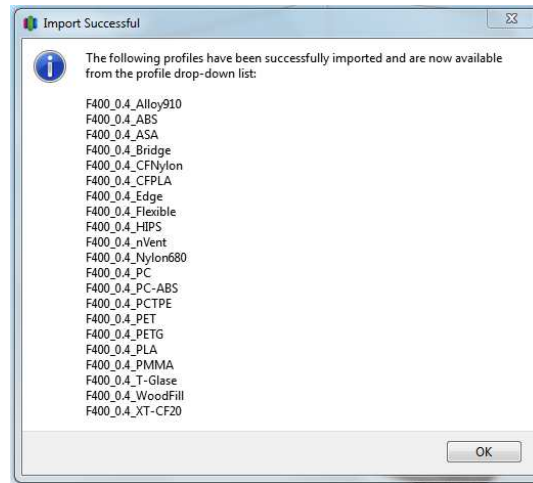 Import Successful
The following profiles have been successfully imported and are now available
from the profile drop-down list:
F400_0.4_Alloy910
F400_0.4_ABS
F400_0.4_ASA
F400_0.4_Bridge
F400_0.4_CFNylon
F400_0.4_CFPLA
F400_0.4_Edge
F400_0.4_Flexible
F400_0.4_HIPS
F400_0.4_nVent
F400_0.4_Nylon680
F400_0.4_PC
F400_0.4_PC-ABS
F400_0.4_PCTPE
F400_0.4_PET
F400_0.4_PETG
F400_0.4_PLA
F400_0.4_PMMA
F400_0.4_T-Glase
F400_0.4_WoodFill
F400_0.4_XT-CF20
OK